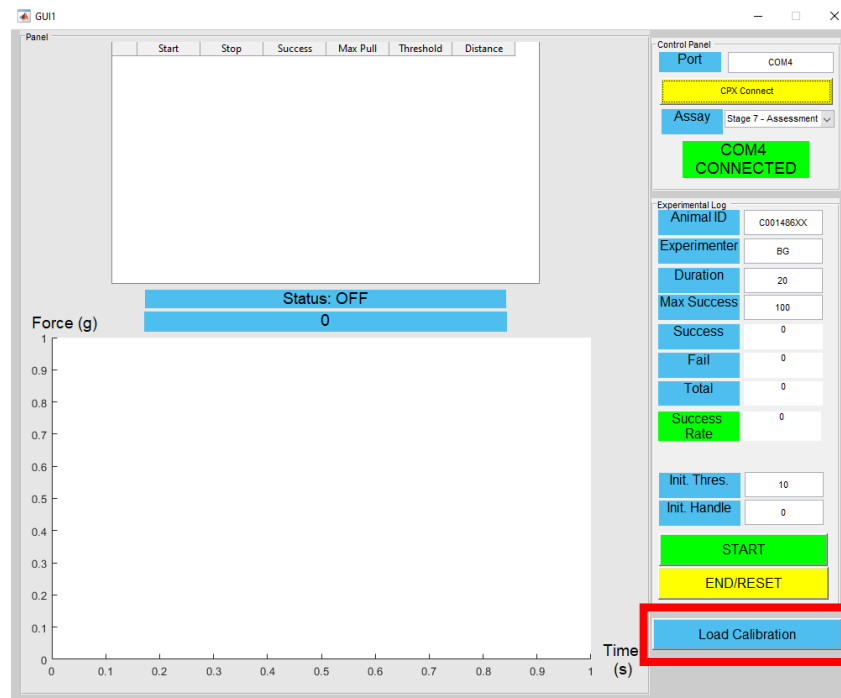 GUI1
Panel
Start Stop Success Max Pull Threshold Distance
Status: OFF
0
Force (g)
1
0.9
0.8
0.7
0.6
0.5
0.4
0.3
0.2
0.1
0
0 0.1 0.2 0.3 0.4 0.5 0.6 0.7 0.8 0.9 1
Time
(s)
Control Panel
Port COM4
CPX Connect
Assay Stage 7 - Assessment
COM4
CONNECTED
Experimental Log
Animal ID C001486XX
Experimenter BG
Duration 20
Max Success 100
Success 0
Fail 0
Total 0
Success 0
Rate
Init. Thres. 10
Init. Handle 0
START
END/RESET
Load Calibration